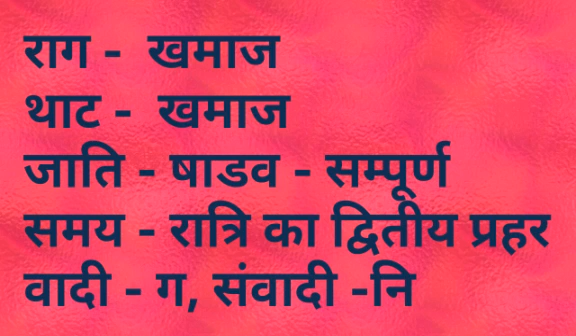 राग - खमाज
थाट - खमाज
जाति - षाडव - सम्पूर्ण
समय - रात्रि का द्वितीय प्रहर
वादी - ग, संवादी -नि